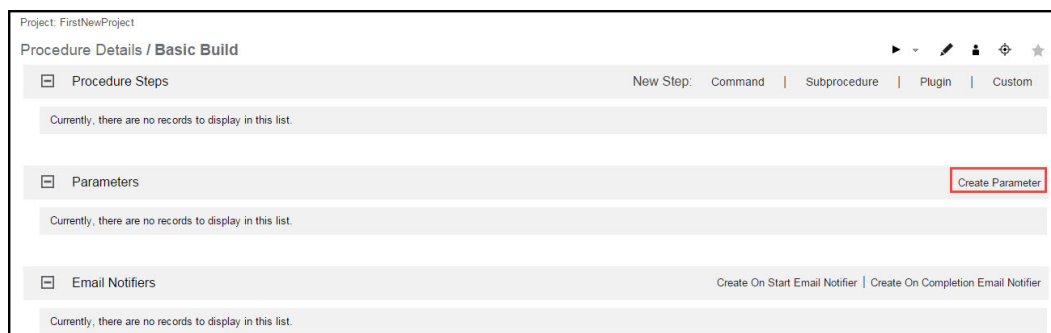 Project: FirstNewProject
Procedure Details / Basic Build
Procedure Steps New Step: Command | Subprocedure | Plugin | Custom
Currently, there are no records to display in this list.
Parameters Create Parameter
Currently, there are no records to display in this list.
Email Notifiers Create On Start Email Notifier | Create On Completion Email Notifier
Currently, there are no records to display in this list.